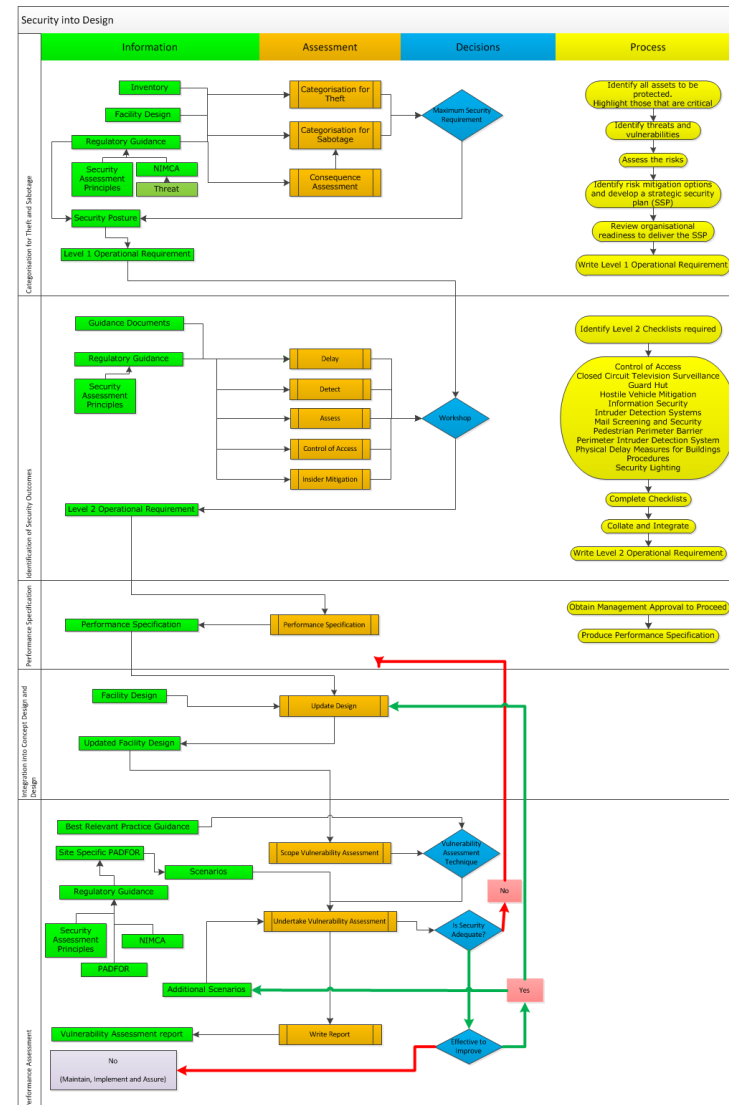 Security into Design
Information
Assessment
Decisions
Process
Categorisation for Theft and Sabotage
Inventory
Facility Design
Regulatory Guidance
Security
Assessment
Principles
NIMCA
Threat
Security Posture
Level 1 Operational Requirement
Categorisation for
Theft
Categorisation for
Sabotage
Consequence
Assessment
Maximum Security
Requirement
Identify all assets to be
protected.
Highlight those that are critical
Identify threats and
vulnerabilities
Assess the risks
Identify risk mitigation options
and develop a strategic security
plan (SSP)
Review organisational
readiness to deliver the SSP
Write Level 1 Operational Requirement
Identification of Security Outcomes
Guidance Documents
Regulatory Guidance
Security
Assessment
Principles
Delay
Detect
Assess
Control of Access
Insider Mitigation
Workshop
Level 2 Operational Requirement
Identify Level 2 Checklists required
Control of Access
Closed Circuit Television Surveillance
Guard Hut
Hostile Vehicle Mitigation
Information Security
Intruder Detection Systems
Mail Screening and Security
Pedestrian Perimeter Barrier
Perimeter Intruder Detection System
Physical Delay Measures for Buildings
Procedures
Security Lighting
Complete Checklists
Collate and Integrate
Write Level 2 Operational Requirement
Performance Specification
Performance Specification
Performance Specification
Obtain Management Approval to Proceed
Produce Performance Specification
Integration into Concept Design and
Design
Facility Design
Update Design
Updated Facility Design
Performance Assessment
Best Relevant Practice Guidance
Site Specific PADFOR
Scenarios
Regulatory Guidance
Security
Assessment
Principles
NIMCA
PADFOR
Additional Scenarios
Scope Vulnerability Assessment
Vulnerability
Assessment
Technique
Undertake Vulnerability Assessment
Is Security
Adequate?
No
Yes
Vulnerability Assessment report
Write Report
Effective to
Improve
No
(Maintain, Implement and Assure)